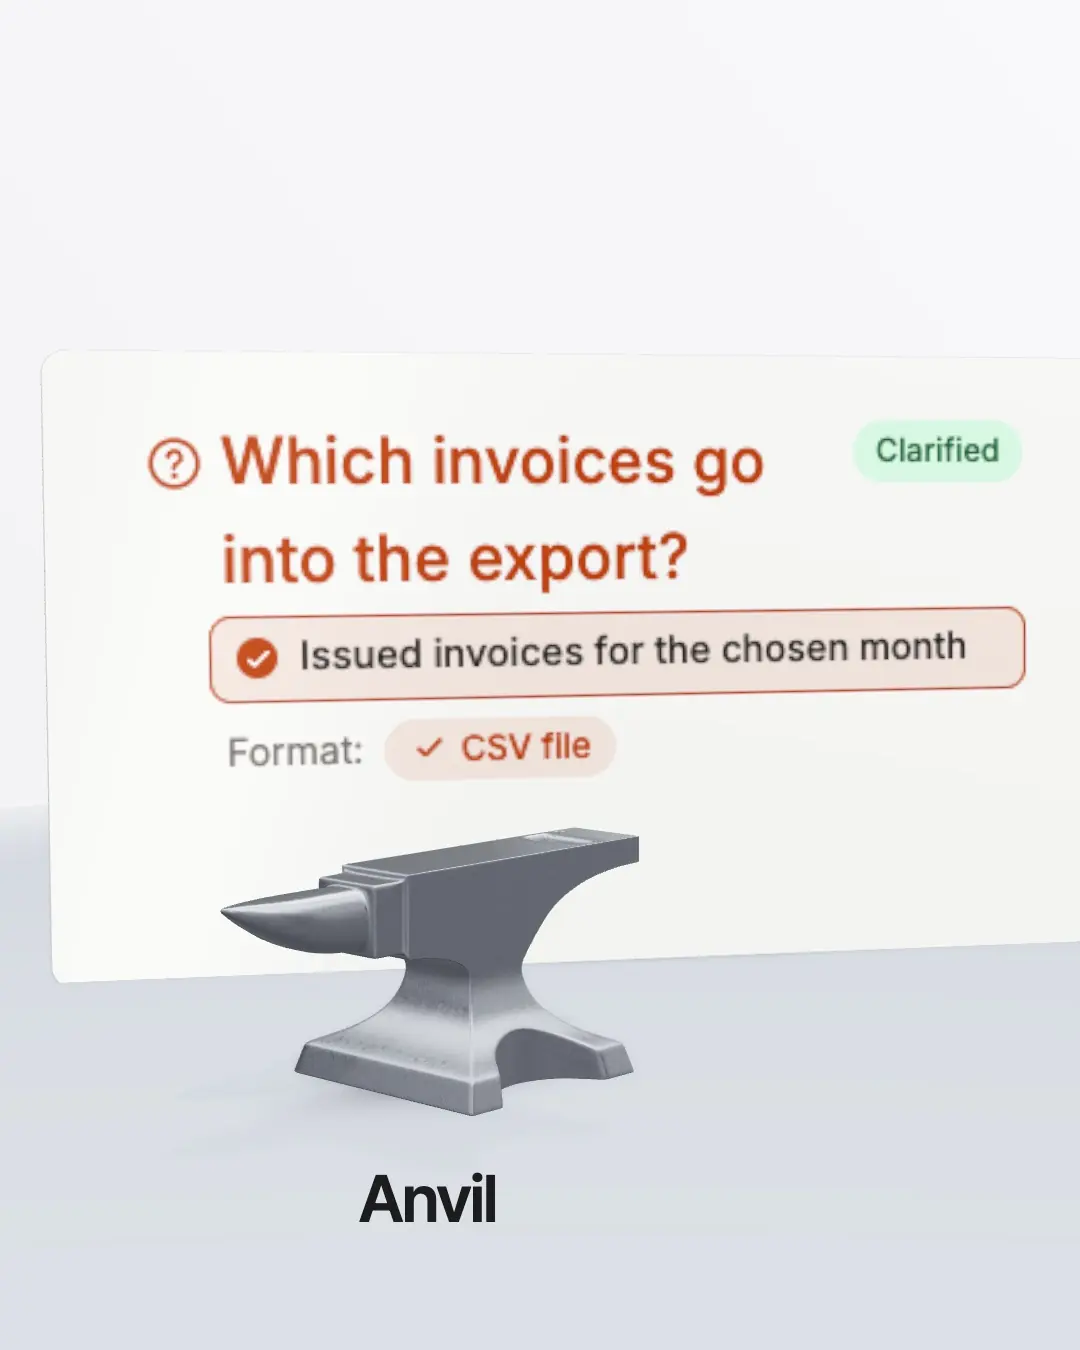 Which invoices go
into the export?
Clarified
Issued invoices for the chosen month
Format: CSV file
Anvil